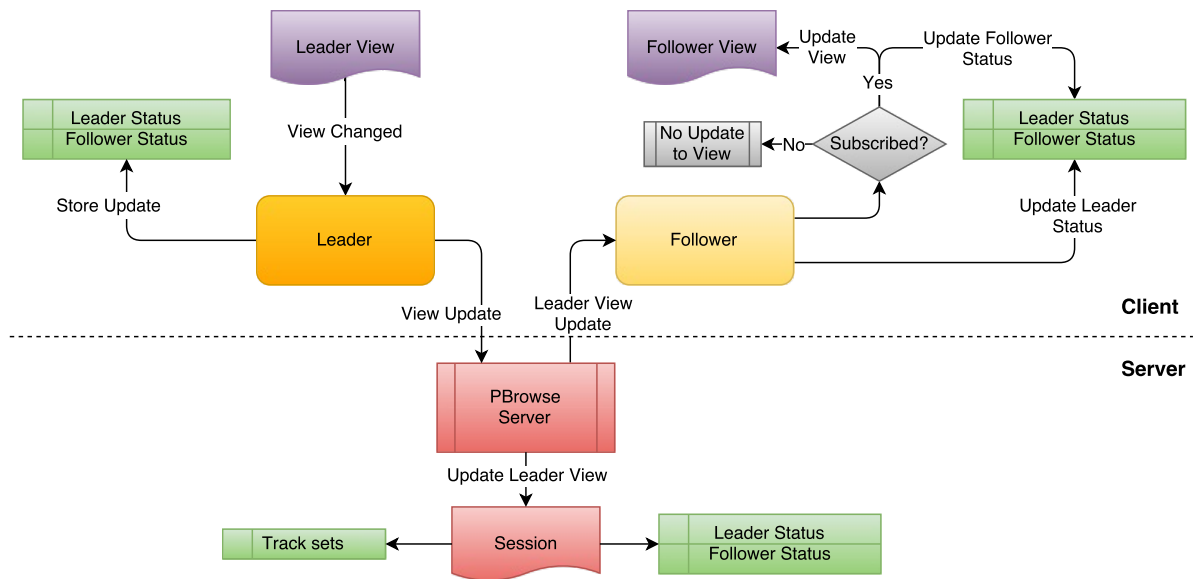 Leader View
Follower View
Update
View
Update Follower
Status
Yes
Leader Status
Follower Status
View Changed
No Update
to View
No
Subscribed?
Leader Status
Follower Status
Store Update
Leader
Follower
Update Leader
Status
View Update
Leader View
Update
Client
Server
PBrowse
Server
Update Leader View
Track sets
Session
Leader Status
Follower Status